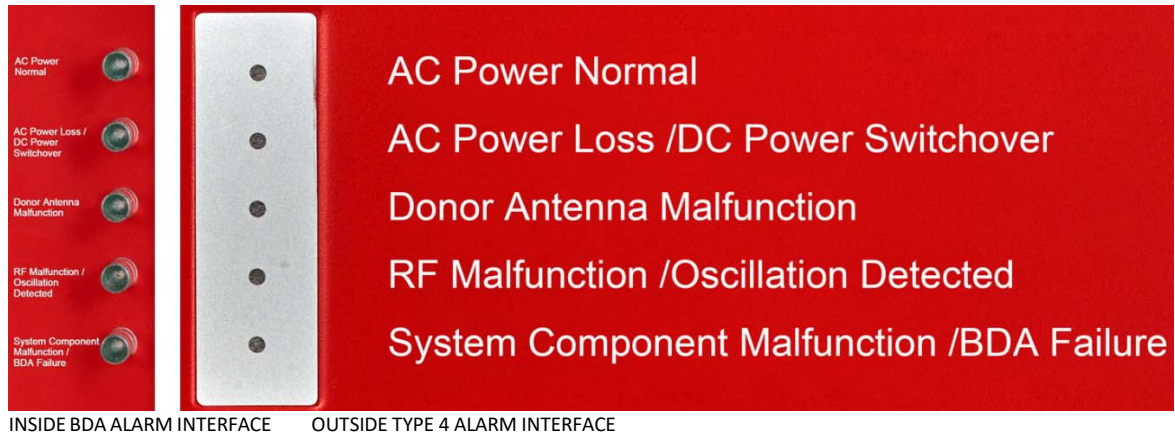 AC Power
Normal
AC Power Loss /
DC Power
Switchover
Donor Antenna
Malfunction
RF Malfunction /
Oscillation
Detected
System Component
Malfunction /
BDA Failure
AC Power Normal
AC Power Loss /DC Power Switchover
Donor Antenna Malfunction
RF Malfunction /Oscillation Detected
System Component Malfunction /BDA Failure
INSIDE BDA ALARM INTERFACE
OUTSIDE TYPE 4 ALARM INTERFACE